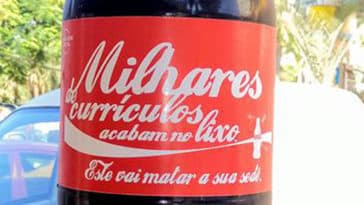 Milhares
de currículos
acabam no lixo
Este vai matar a sua sede.